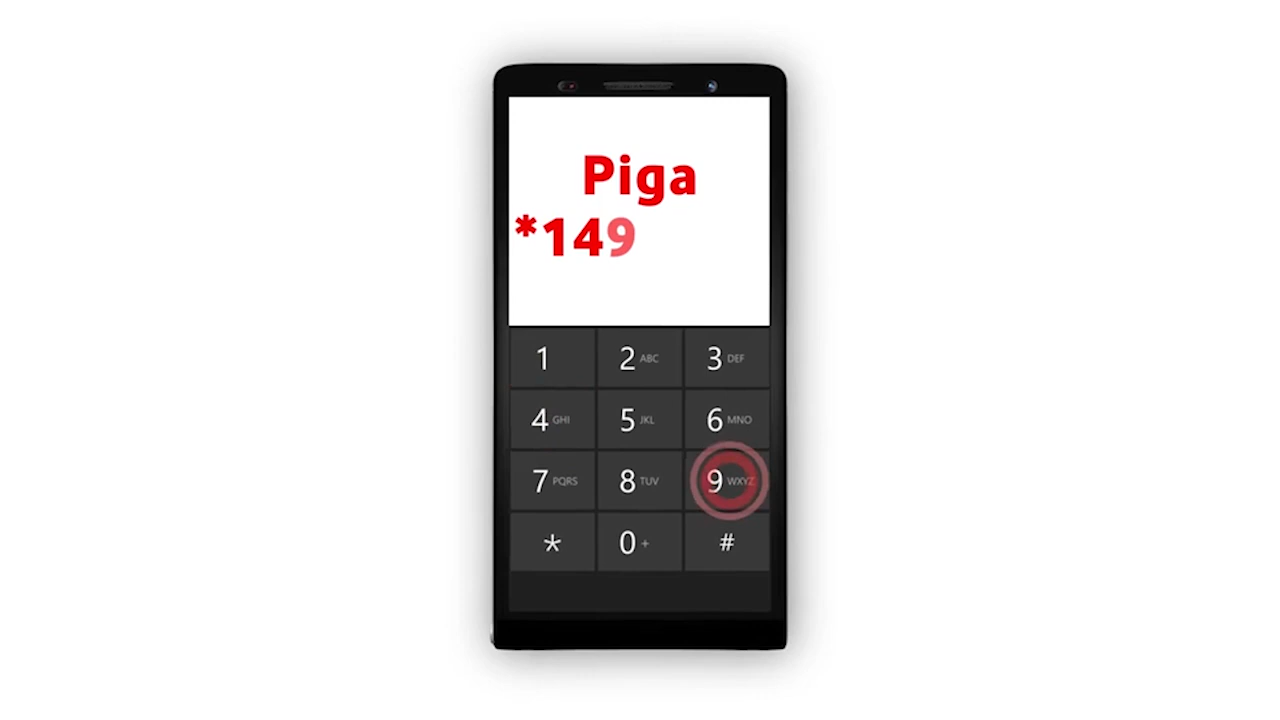 Piga
*149
1 2 ABC 3 DEF
4 GHI 5 JKL 6 MNO
7 PQRS 8 TUV 9 WXYZ
* 0 + #